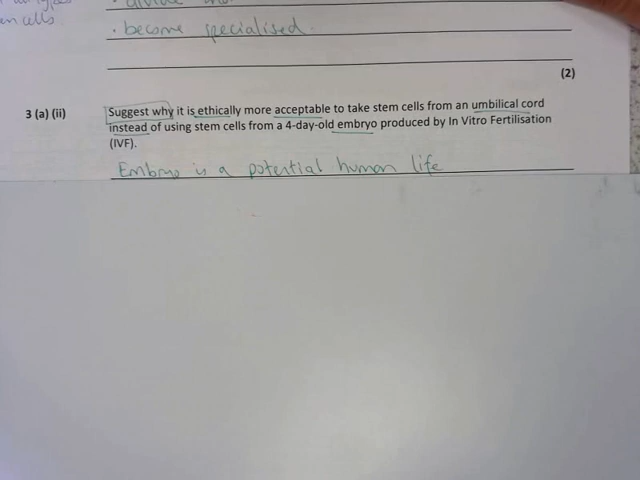 en cells
• become specialised.
(2)
3 (a) (ii) Suggest why it is ethically more acceptable to take stem cells from an umbilical cord
instead of using stem cells from a 4-day-old embryo produced by In Vitro Fertilisation
(IVF).
Embryo is a potential human life